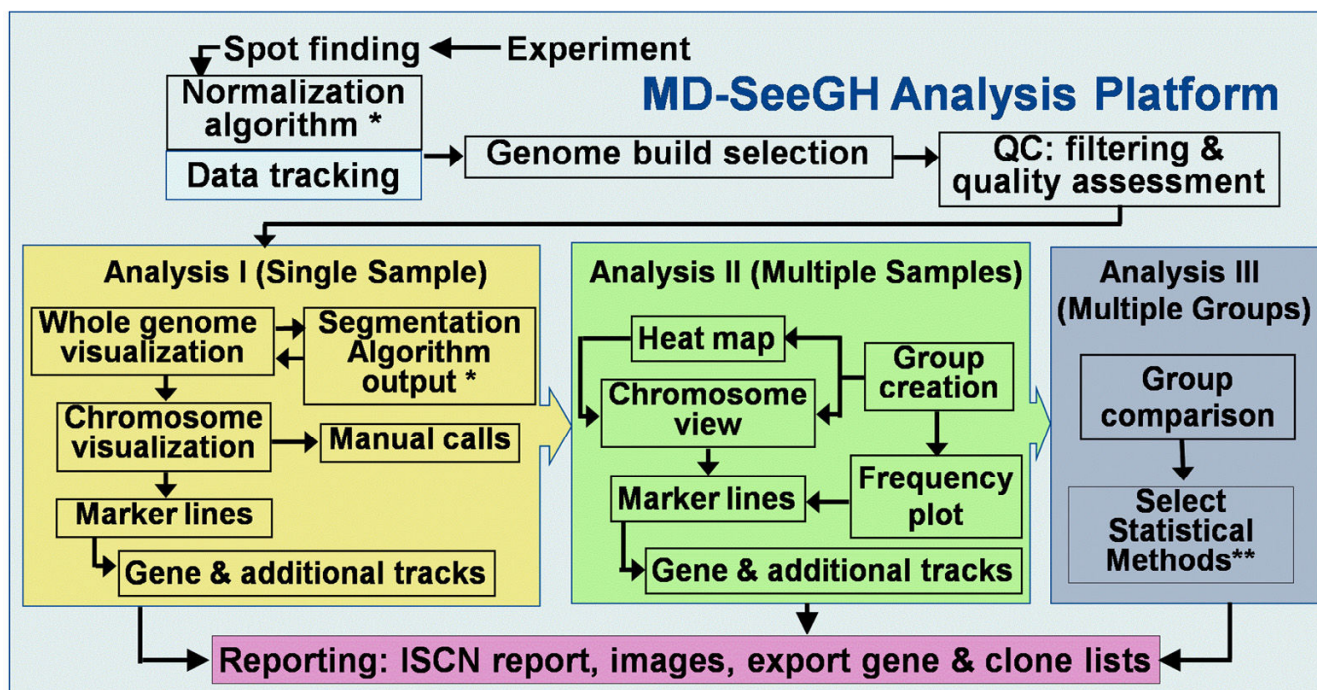 Spot finding
Experiment
MD-SeeGH Analysis Platform
Normalization
algorithm *
Data tracking
Genome build selection
QC: filtering &
quality assessment
Analysis I (Single Sample)
Whole genome
visualization
Segmentation
Algorithm
output *
Chromosome
visualization
Manual calls
Marker lines
Gene & additional tracks
Analysis II (Multiple Samples)
Heat map
Group
creation
Chromosome
view
Marker lines
Frequency
plot
Gene & additional tracks
Analysis III
(Multiple Groups)
Group
comparison
Select
Statistical
Methods**
Reporting: ISCN report, images, export gene & clone lists